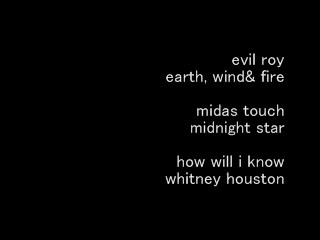 evil roy
earth, wind& fire
midas touch
midnight star
how will i know
whitney houston